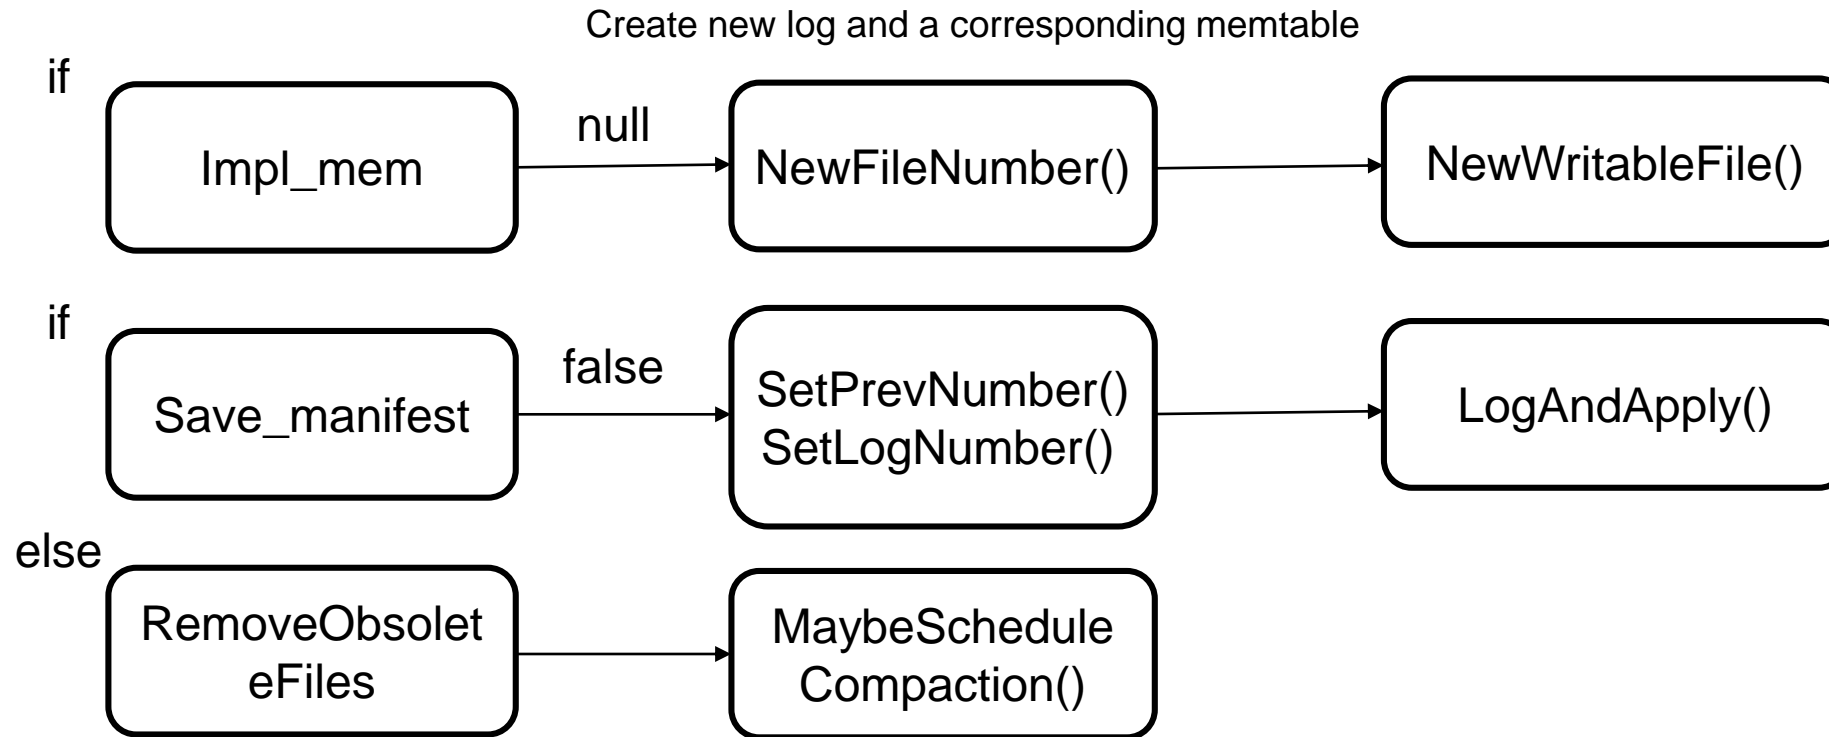 Create new log and a corresponding memtable
if
Impl_mem
null
NewFileNumber()
NewWritableFile()
if
Save_manifest
false
SetPrevNumber()
SetLogNumber()
LogAndApply()
else
RemoveObsolet
eFiles
MaybeSchedule
Compaction()